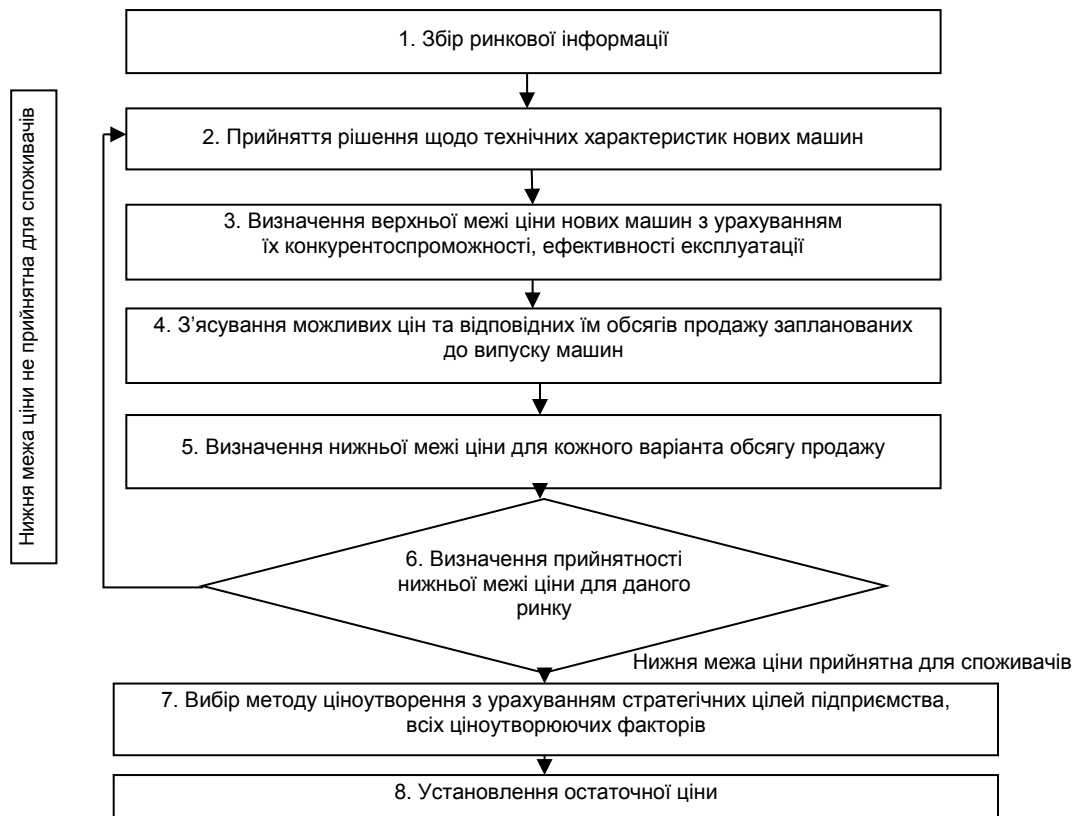 1. Збір ринкової інформації
Нижня межа ціни не прийнятна для споживачів
2. Прийняття рішення щодо технічних характеристик нових машин
3. Визначення верхньої межі ціни нових машин з урахуванням
їх конкурентоспроможності, ефективності експлуатації
4. З’ясування можливих цін та відповідних їм обсягів продажу запланованих
до випуску машин
5. Визначення нижньої межі ціни для кожного варіанта обсягу продажу
6. Визначення прийнятності
нижньої межі ціни для даного
ринку
Нижня межа ціни прийнятна для споживачів
7. Вибір методу ціноутворення з урахуванням стратегічних цілей підприємства,
всіх ціноутворюючих факторів
8. Установлення остаточної ціни